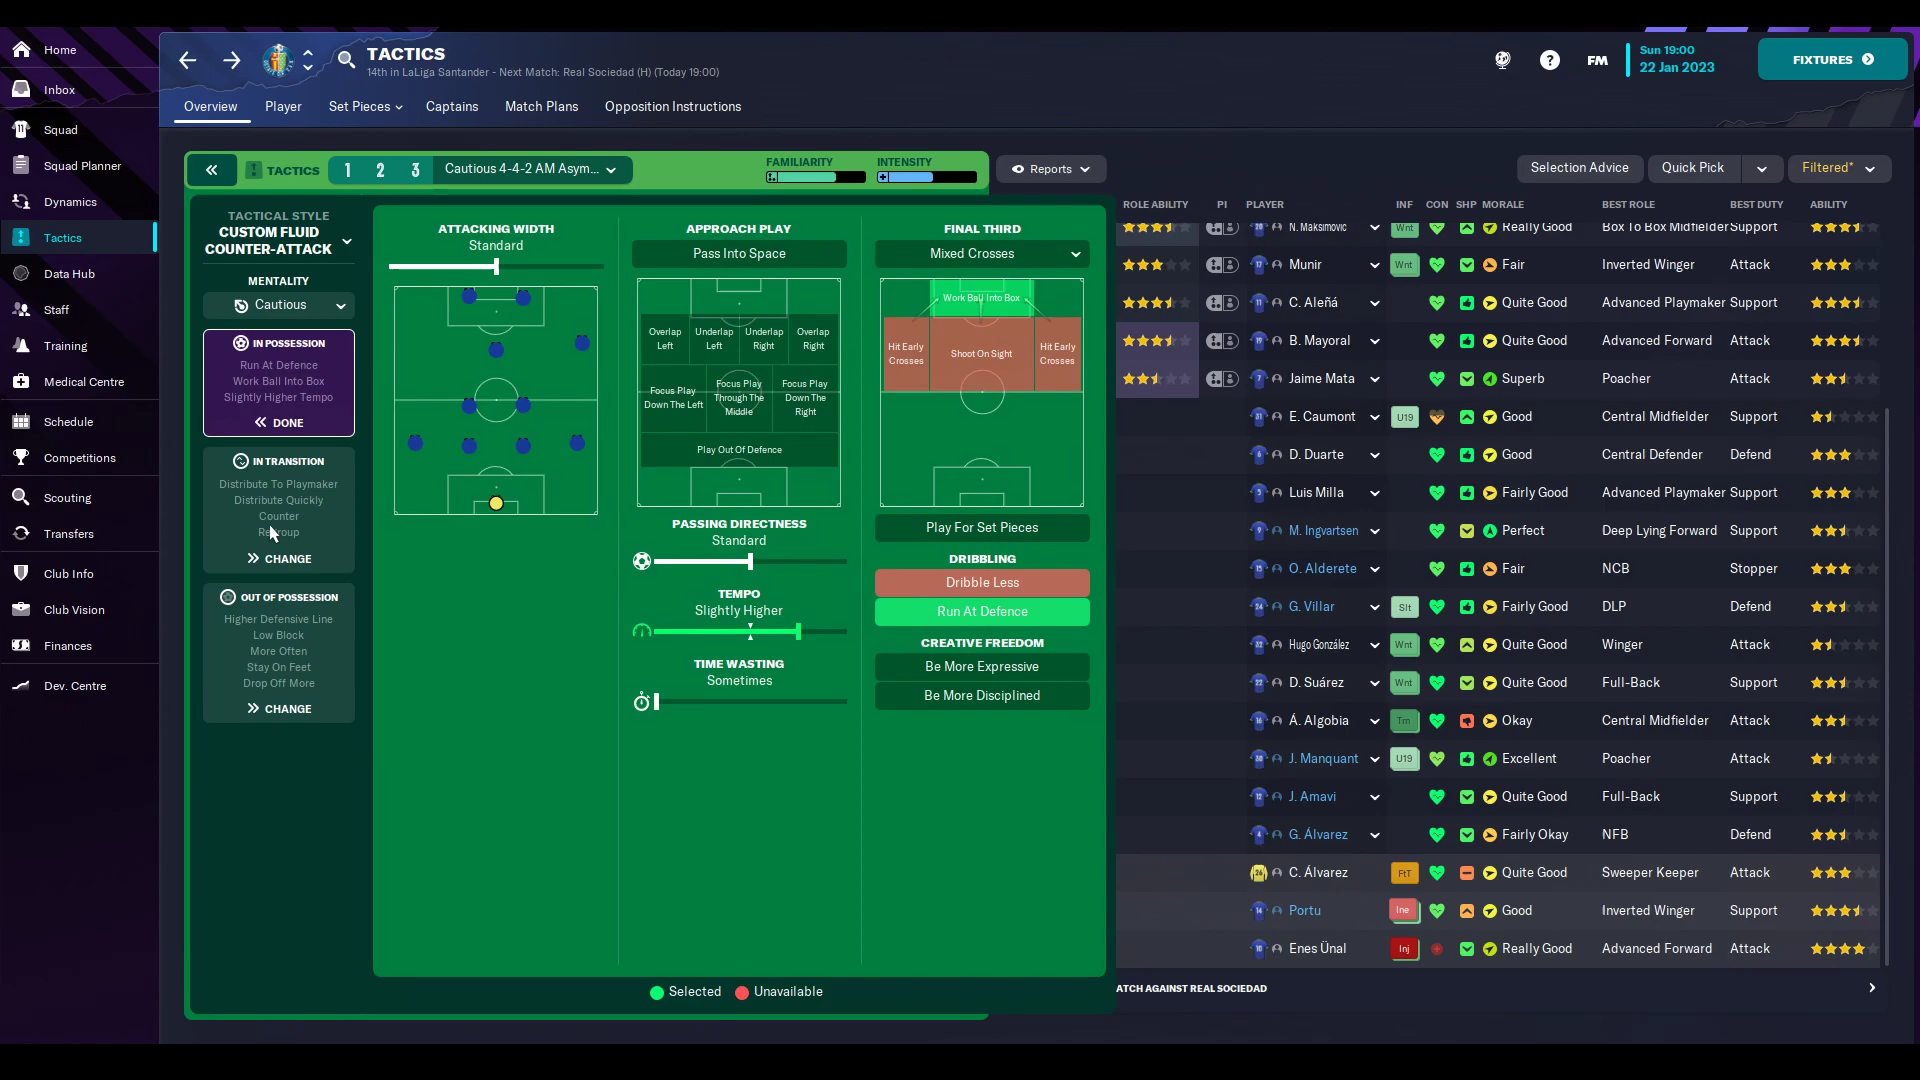 Home
Inbox
Squad
Squad Planner
Dynamics
Tactics
Data Hub
Staff
Training
Medical Centre
Schedule
Competitions
Scouting
Transfers
Club Info
Club Vision
Finances
Dev. Centre
TACTICS
14th in LaLiga Santander - Next Match: Real Sociedad (H) (Today 19:00)
FM
Sun 19:00
22 Jan 2023
FIXTURES
Overview Player Set Pieces Captains Match Plans Opposition Instructions
TACTICS 1 2 3 Cautious 4-4-2 AM Asym...
FAMILIARITY
INTENSITY
Reports
Selection Advice
Quick Pick
Filtered*
TACTICAL STYLE
CUSTOM FLUID
COUNTER-ATTACK
MENTALITY
Cautious
IN POSSESSION
Run At Defence
Work Ball Into Box
Slightly Higher Tempo
DONE
IN TRANSITION
Distribute To Playmaker
Distribute Quickly
Counter
CHANGE
OUT OF POSSESSION
Higher Defensive Line
Low Block
More Often
Stay On Feet
Drop Off More
CHANGE
ATTACKING WIDTH
Standard
APPROACH PLAY
Pass Into Space
Overlap Left
Underlap Left
Underlap Right
Overlap Right
Focus Play Down The Left
Focus Play Through The Middle
Focus Play Down The Right
Play Out Of Defence
PASSING DIRECTNESS
Standard
TEMPO
Slightly Higher
TIME WASTING
Sometimes
FINAL THIRD
Mixed Crosses
Work Ball Into Box
Hit Early Crosses
Shoot On Sight
Hit Early Crosses
Play For Set Pieces
DRIBBLING
Dribble Less
Run At Defence
CREATIVE FREEDOM
Be More Expressive
Be More Disciplined
Selected Unavailable
ROLE ABILITY PI PLAYER INF CON SHP MORALE BEST ROLE BEST DUTY ABILITY
N. Maksimovic Wnt Really Good Box To Box Midfielder Support
Munir Wnt Fair Inverted Winger Attack
C. Aleñá Quite Good Advanced Playmaker Support
B. Mayoral Quite Good Advanced Forward Attack
Jaime Mata Superb Poacher Attack
E. Caumont U19 Good Central Midfielder Support
D. Duarte Good Central Defender Defend
Luis Milla Fairly Good Advanced Playmaker Support
M. Ingvartsen Perfect Deep Lying Forward Support
O. Alderete Fair NCB Stopper
G. Villar Slt Fairly Good DLP Defend
Hugo González Wnt Quite Good Winger Attack
D. Suárez Wnt Quite Good Full-Back Support
Á. Algobia Trn Okay Central Midfielder Attack
J. Manquant U19 Excellent Poacher Attack
J. Amavi Quite Good Full-Back Support
G. Álvarez Fairly Okay NFB Defend
C. Álvarez FtT Quite Good Sweeper Keeper Attack
Portu Ine Good Inverted Winger Support
Enes Ünal Inj Really Good Advanced Forward Attack
ATCH AGAINST REAL SOCIEDAD